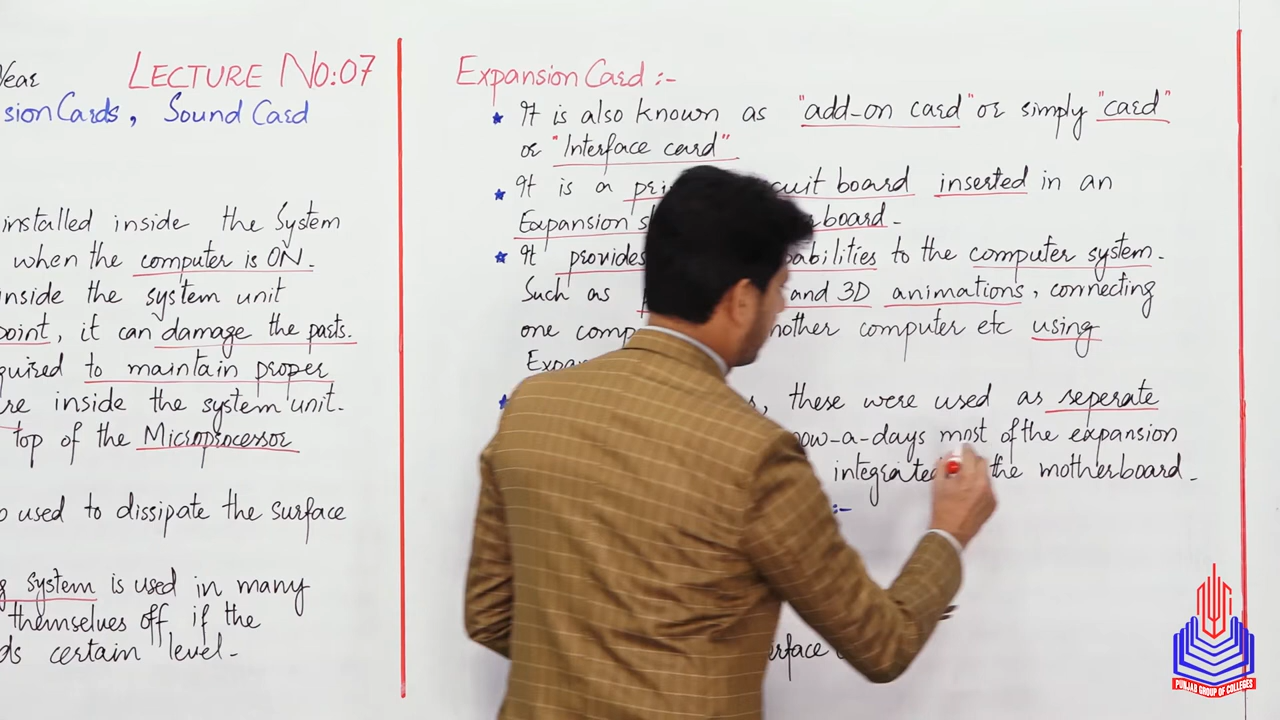 Year LECTURE No:07
sion Cards, Sound Card
installed inside the System
when the computer is ON.
inside the system unit
point, it can damage the parts.
quired to maintain proper
re inside the system unit.
top of the Microprocessor
used to dissipate the surface
system is used in many
themselves off if the
ds certain level.
Expansion Card :-
It is also known as "add-on card" or simply "card"
or "Interface card"
It is a cuit board inserted in an
Expansion board.
It provides abilities to the computer system.
Such as and 3D animations, connecting
one comp nother computer etc using
Expa
, these were used as seperate
now-a-days most of the expansion
integrated the motherboard.
:-
rface
PUNJAB GROUP OF COLLEGES